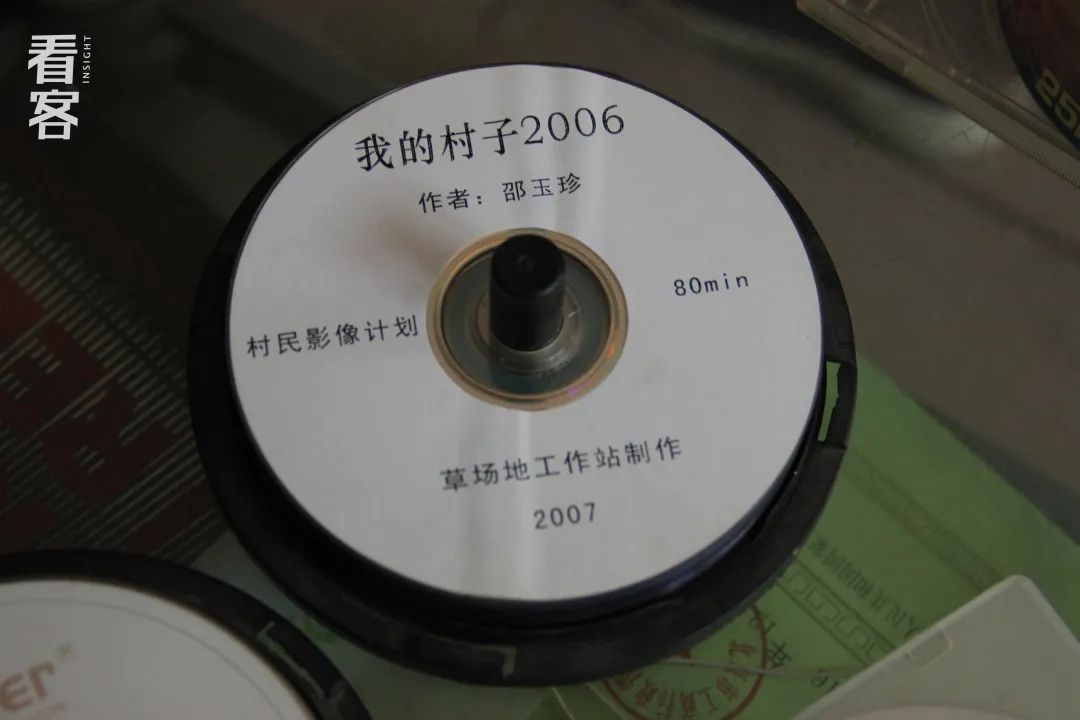 看客
INSIGHT
我的村子2006
作者：邵玉珍
80min
村民影像计划
草场地工作站制作
2007
er